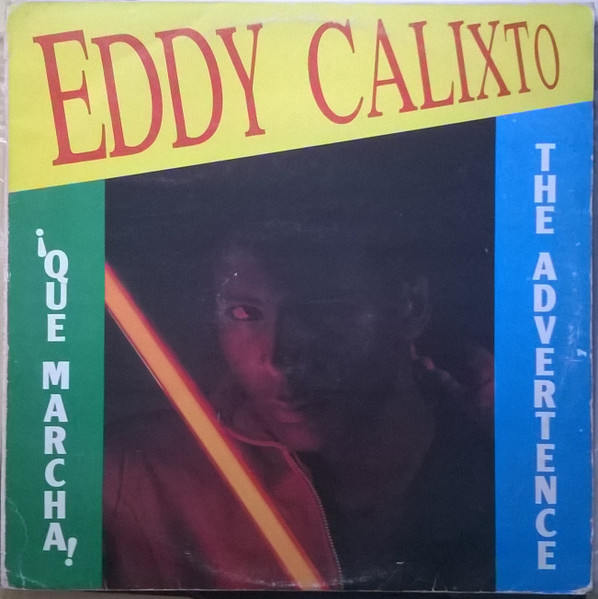 EDDY CALIXTO
¡QUE MARCHA!
THE ADVERTENCE